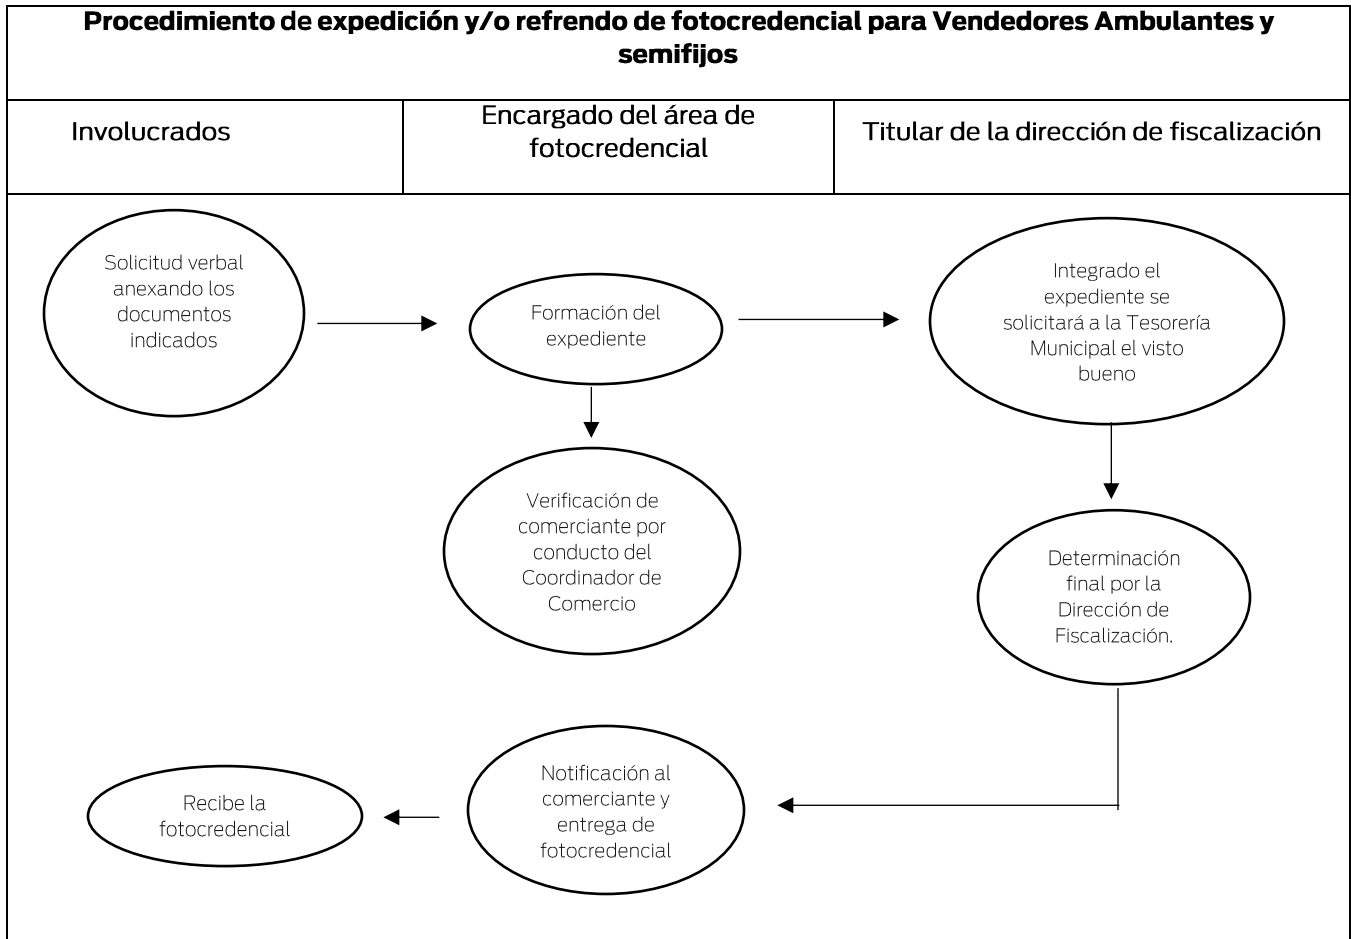 Procedimiento de expedición y/o refrendo de fotocredencial para Vendedores Ambulantes y
semifijos
Involucrados
Encargado del área de
fotocredencial
Titular de la dirección de fiscalización
Solicitud verbal
anexando los
documentos
indicados
Formación del
expediente
Integrado el
expediente se
solicitará a la Tesorería
Municipal el visto
bueno
Verificación de
comerciante por
conducto del
Coordinador de
Comercio
Determinación
final por la
Dirección de
Fiscalización.
Notificación al
comerciante y
entrega de
fotocredencial
Recibe la
fotocredencial